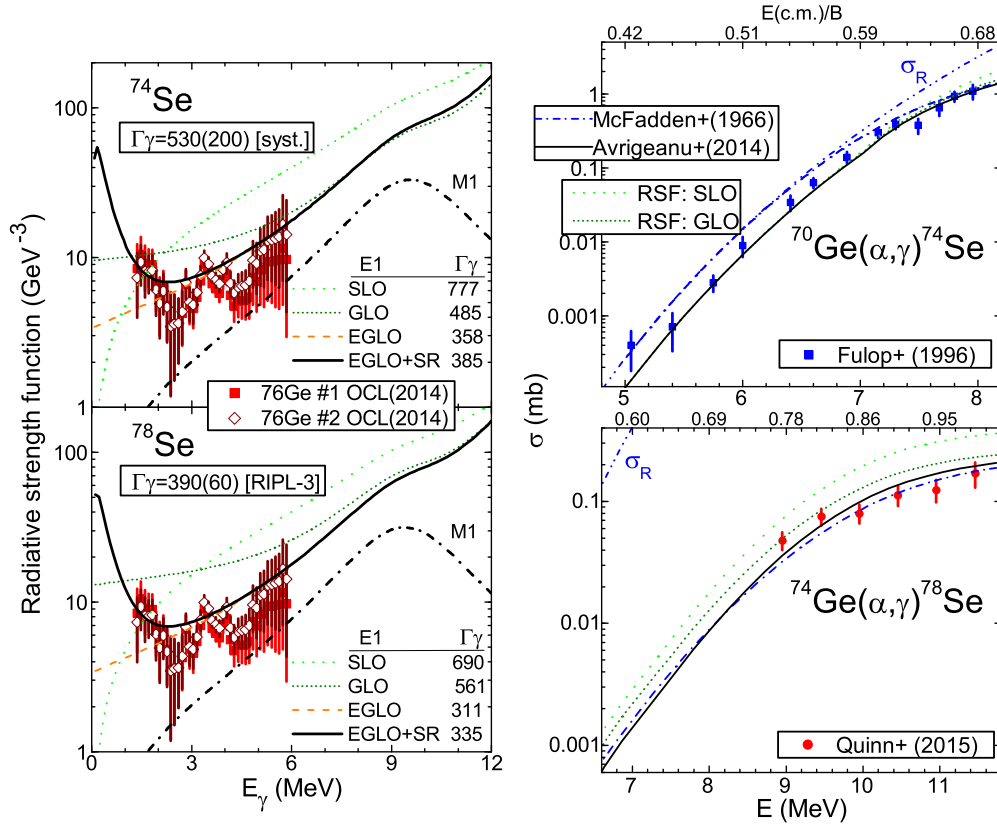 Radiative strength function (GeV⁻³)
100
⁷⁴Se
Γγ=530(200) [syst.]
10
M1
E1 Γγ
SLO 777
GLO 485
EGLO 358
EGLO+SR 385
1
76Ge #1 OCL(2014)
76Ge #2 OCL(2014)
⁷⁸Se
100
Γγ=390(60) [RIPL-3]
10
M1
E1 Γγ
SLO 690
GLO 561
EGLO 311
EGLO+SR 335
1
0 3 6 9 12
E_γ (MeV)
E(c.m.)/B
0.42 0.51 0.59 0.68
σ_R
1
McFadden+(1966)
Avrigeanu+(2014)
0.1
RSF: SLO
RSF: GLO
0.01
⁷⁰Ge(α,γ)⁷⁴Se
0.001
Fulop+ (1996)
5 6 7 8
σ (mb)
0.60 0.69 0.78 0.86 0.95
σ_R
0.1
⁷⁴Ge(α,γ)⁷⁸Se
0.01
0.001
Quinn+ (2015)
7 8 9 10 11
E (MeV)